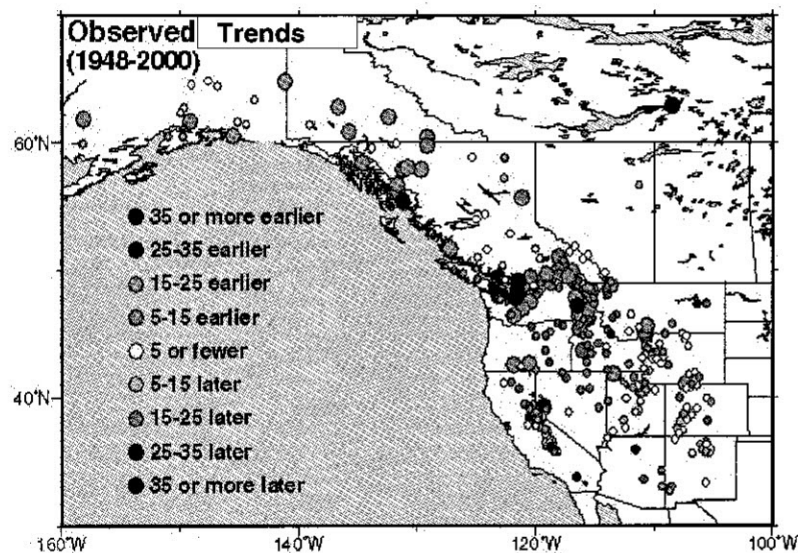 Observed Trends
(1948-2000)
60°N
35 or more earlier
25-35 earlier
15-25 earlier
5-15 earlier
5 or fewer
5-15 later
15-25 later
25-35 later
35 or more later
40°N
160°W 140°W 120°W 100°W